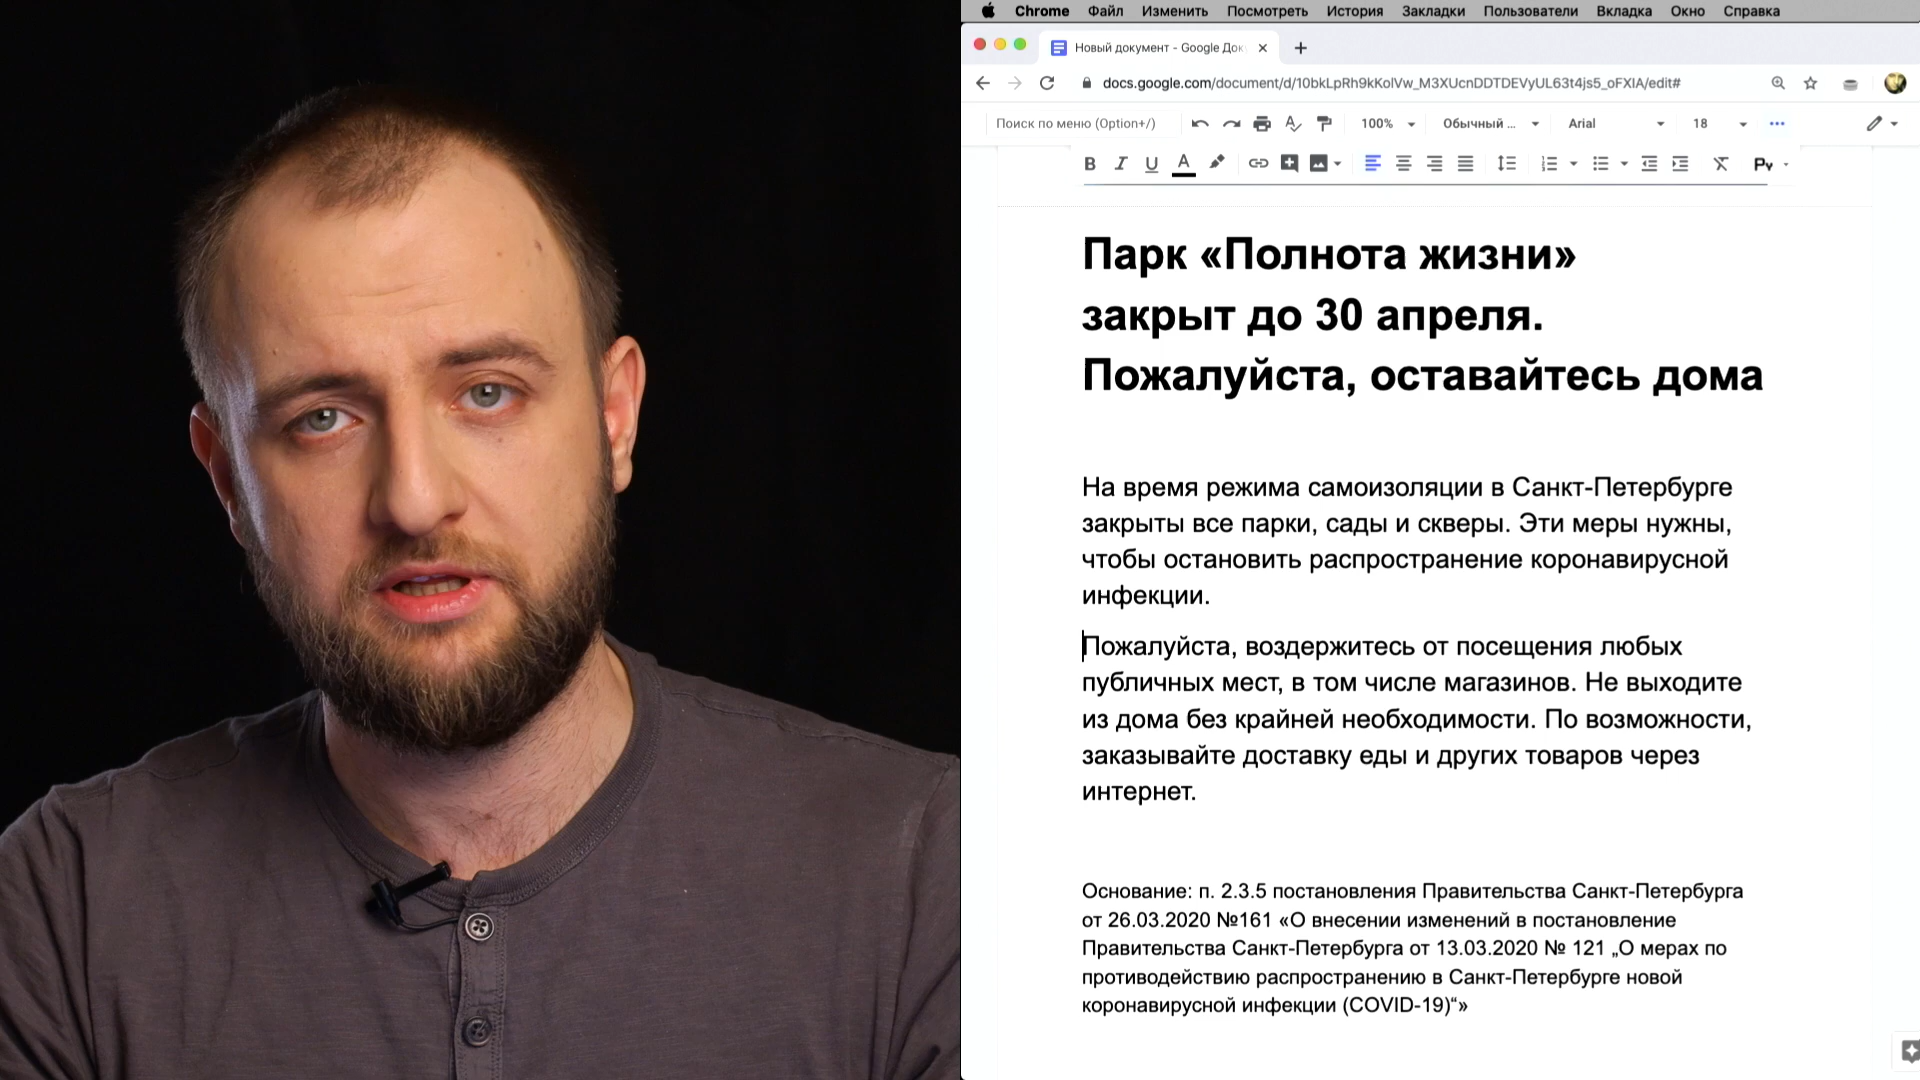 Chrome Файл Изменить Посмотреть История Закладки Пользователи Вкладка Окно Справка
Новый документ - Google Док
docs.google.com/document/d/10bkLpRh9kKolVw_M3XUcnDDTDEVyUL63t4js5_oFXIA/edit#
Поиск по меню (Option+/) 100% Обычный ... Arial 18
Парк «Полнота жизни»
закрыт до 30 апреля.
Пожалуйста, оставайтесь дома
На время режима самоизоляции в Санкт-Петербурге
закрыты все парки, сады и скверы. Эти меры нужны,
чтобы остановить распространение коронавирусной
инфекции.
Пожалуйста, воздержитесь от посещения любых
публичных мест, в том числе магазинов. Не выходите
из дома без крайней необходимости. По возможности,
заказывайте доставку еды и других товаров через
интернет.
Основание: п. 2.3.5 постановления Правительства Санкт-Петербурга
от 26.03.2020 №161 «О внесении изменений в постановление
Правительства Санкт-Петербурга от 13.03.2020 № 121 „О мерах по
противодействию распространению в Санкт-Петербурге новой
коронавирусной инфекции (COVID-19)“»